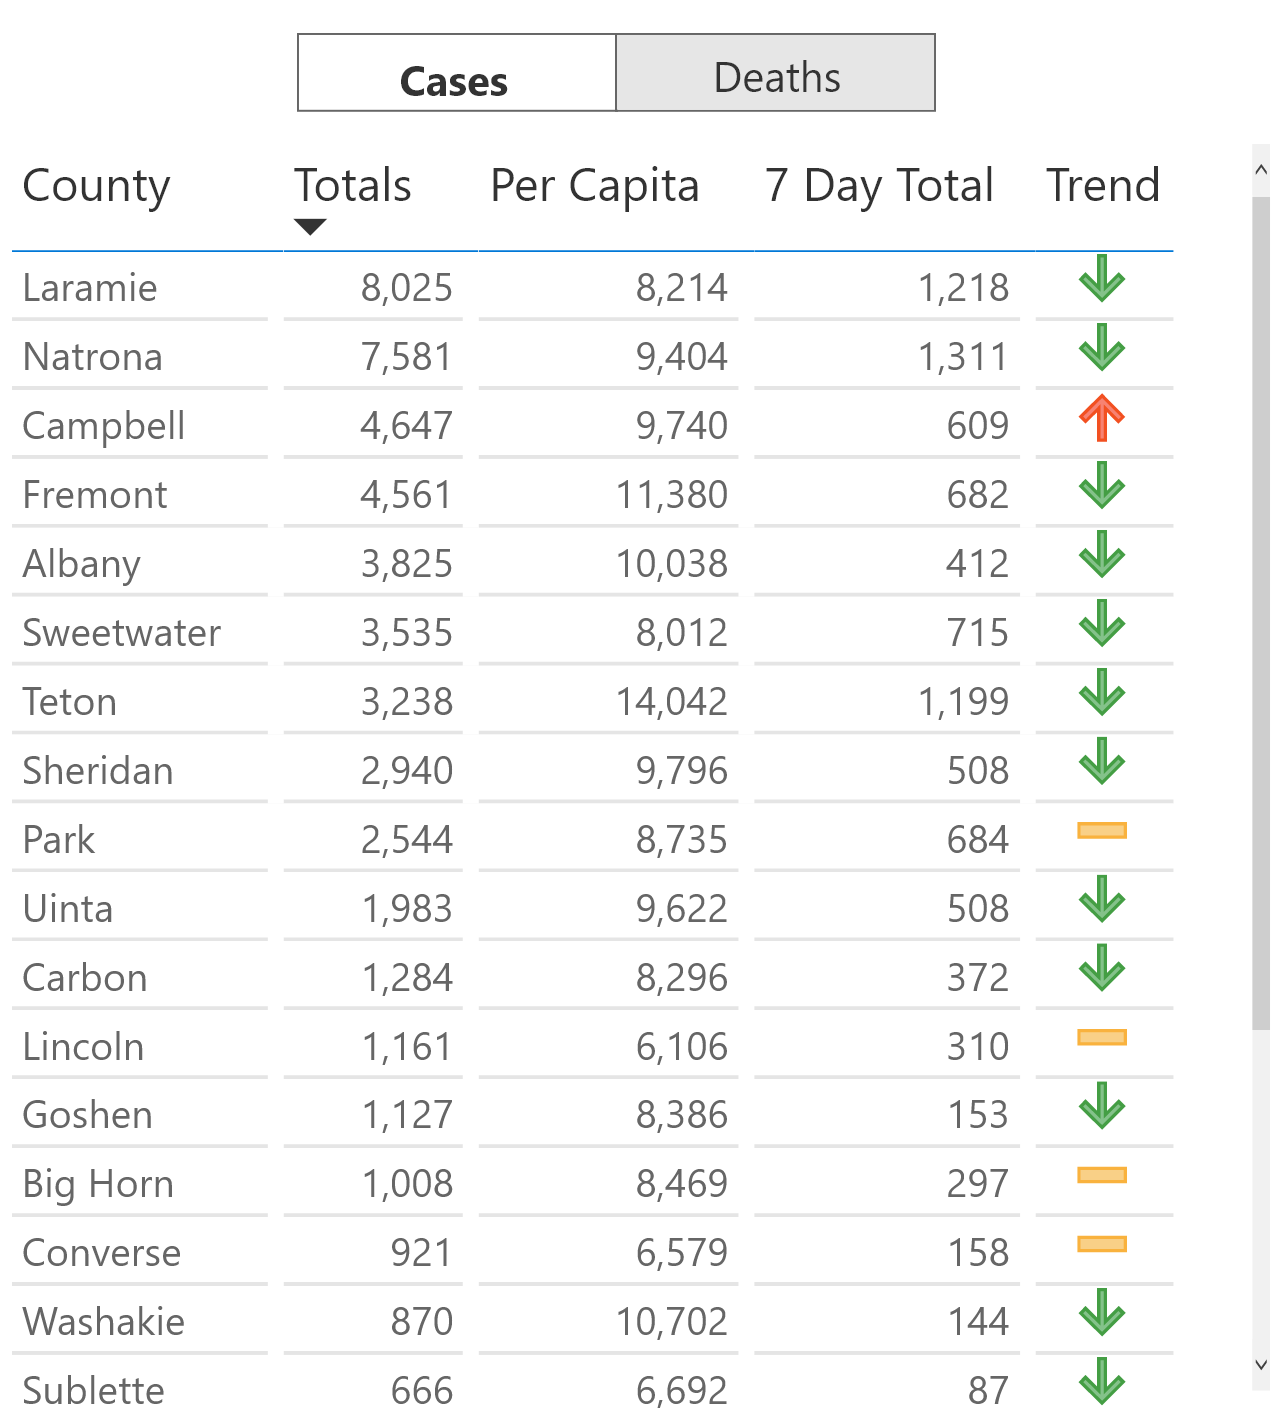 Cases Deaths
County Totals Per Capita 7 Day Total Trend
Laramie 8,025 8,214 1,218
Natrona 7,581 9,404 1,311
Campbell 4,647 9,740 609
Fremont 4,561 11,380 682
Albany 3,825 10,038 412
Sweetwater 3,535 8,012 715
Teton 3,238 14,042 1,199
Sheridan 2,940 9,796 508
Park 2,544 8,735 684
Uinta 1,983 9,622 508
Carbon 1,284 8,296 372
Lincoln 1,161 6,106 310
Goshen 1,127 8,386 153
Big Horn 1,008 8,469 297
Converse 921 6,579 158
Washakie 870 10,702 144
Sublette 666 6,692 87